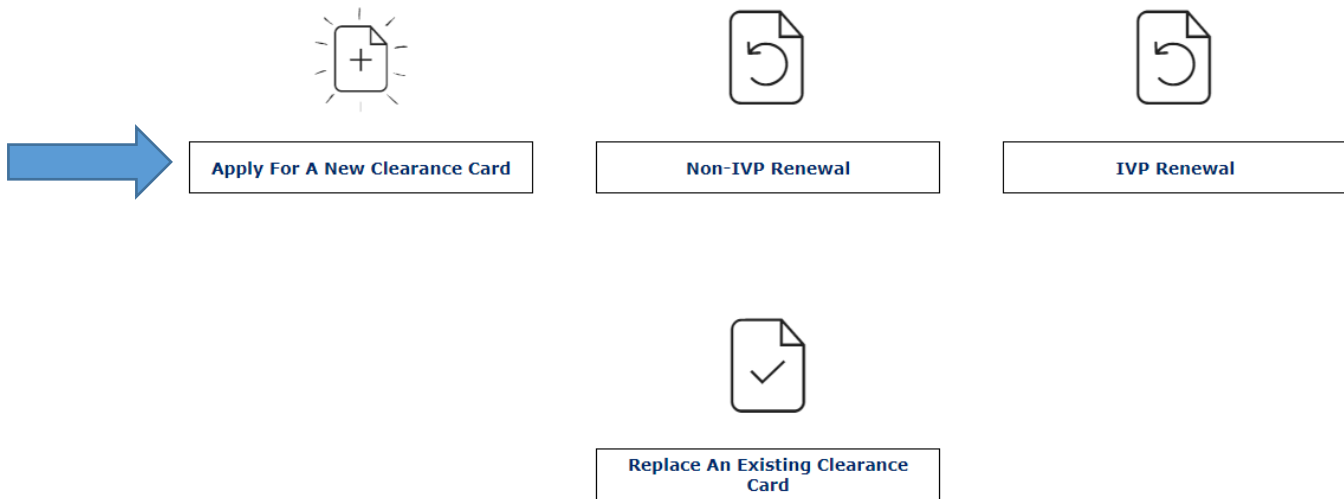 Apply For A New Clearance Card
Non-IVP Renewal
IVP Renewal
Replace An Existing Clearance
Card